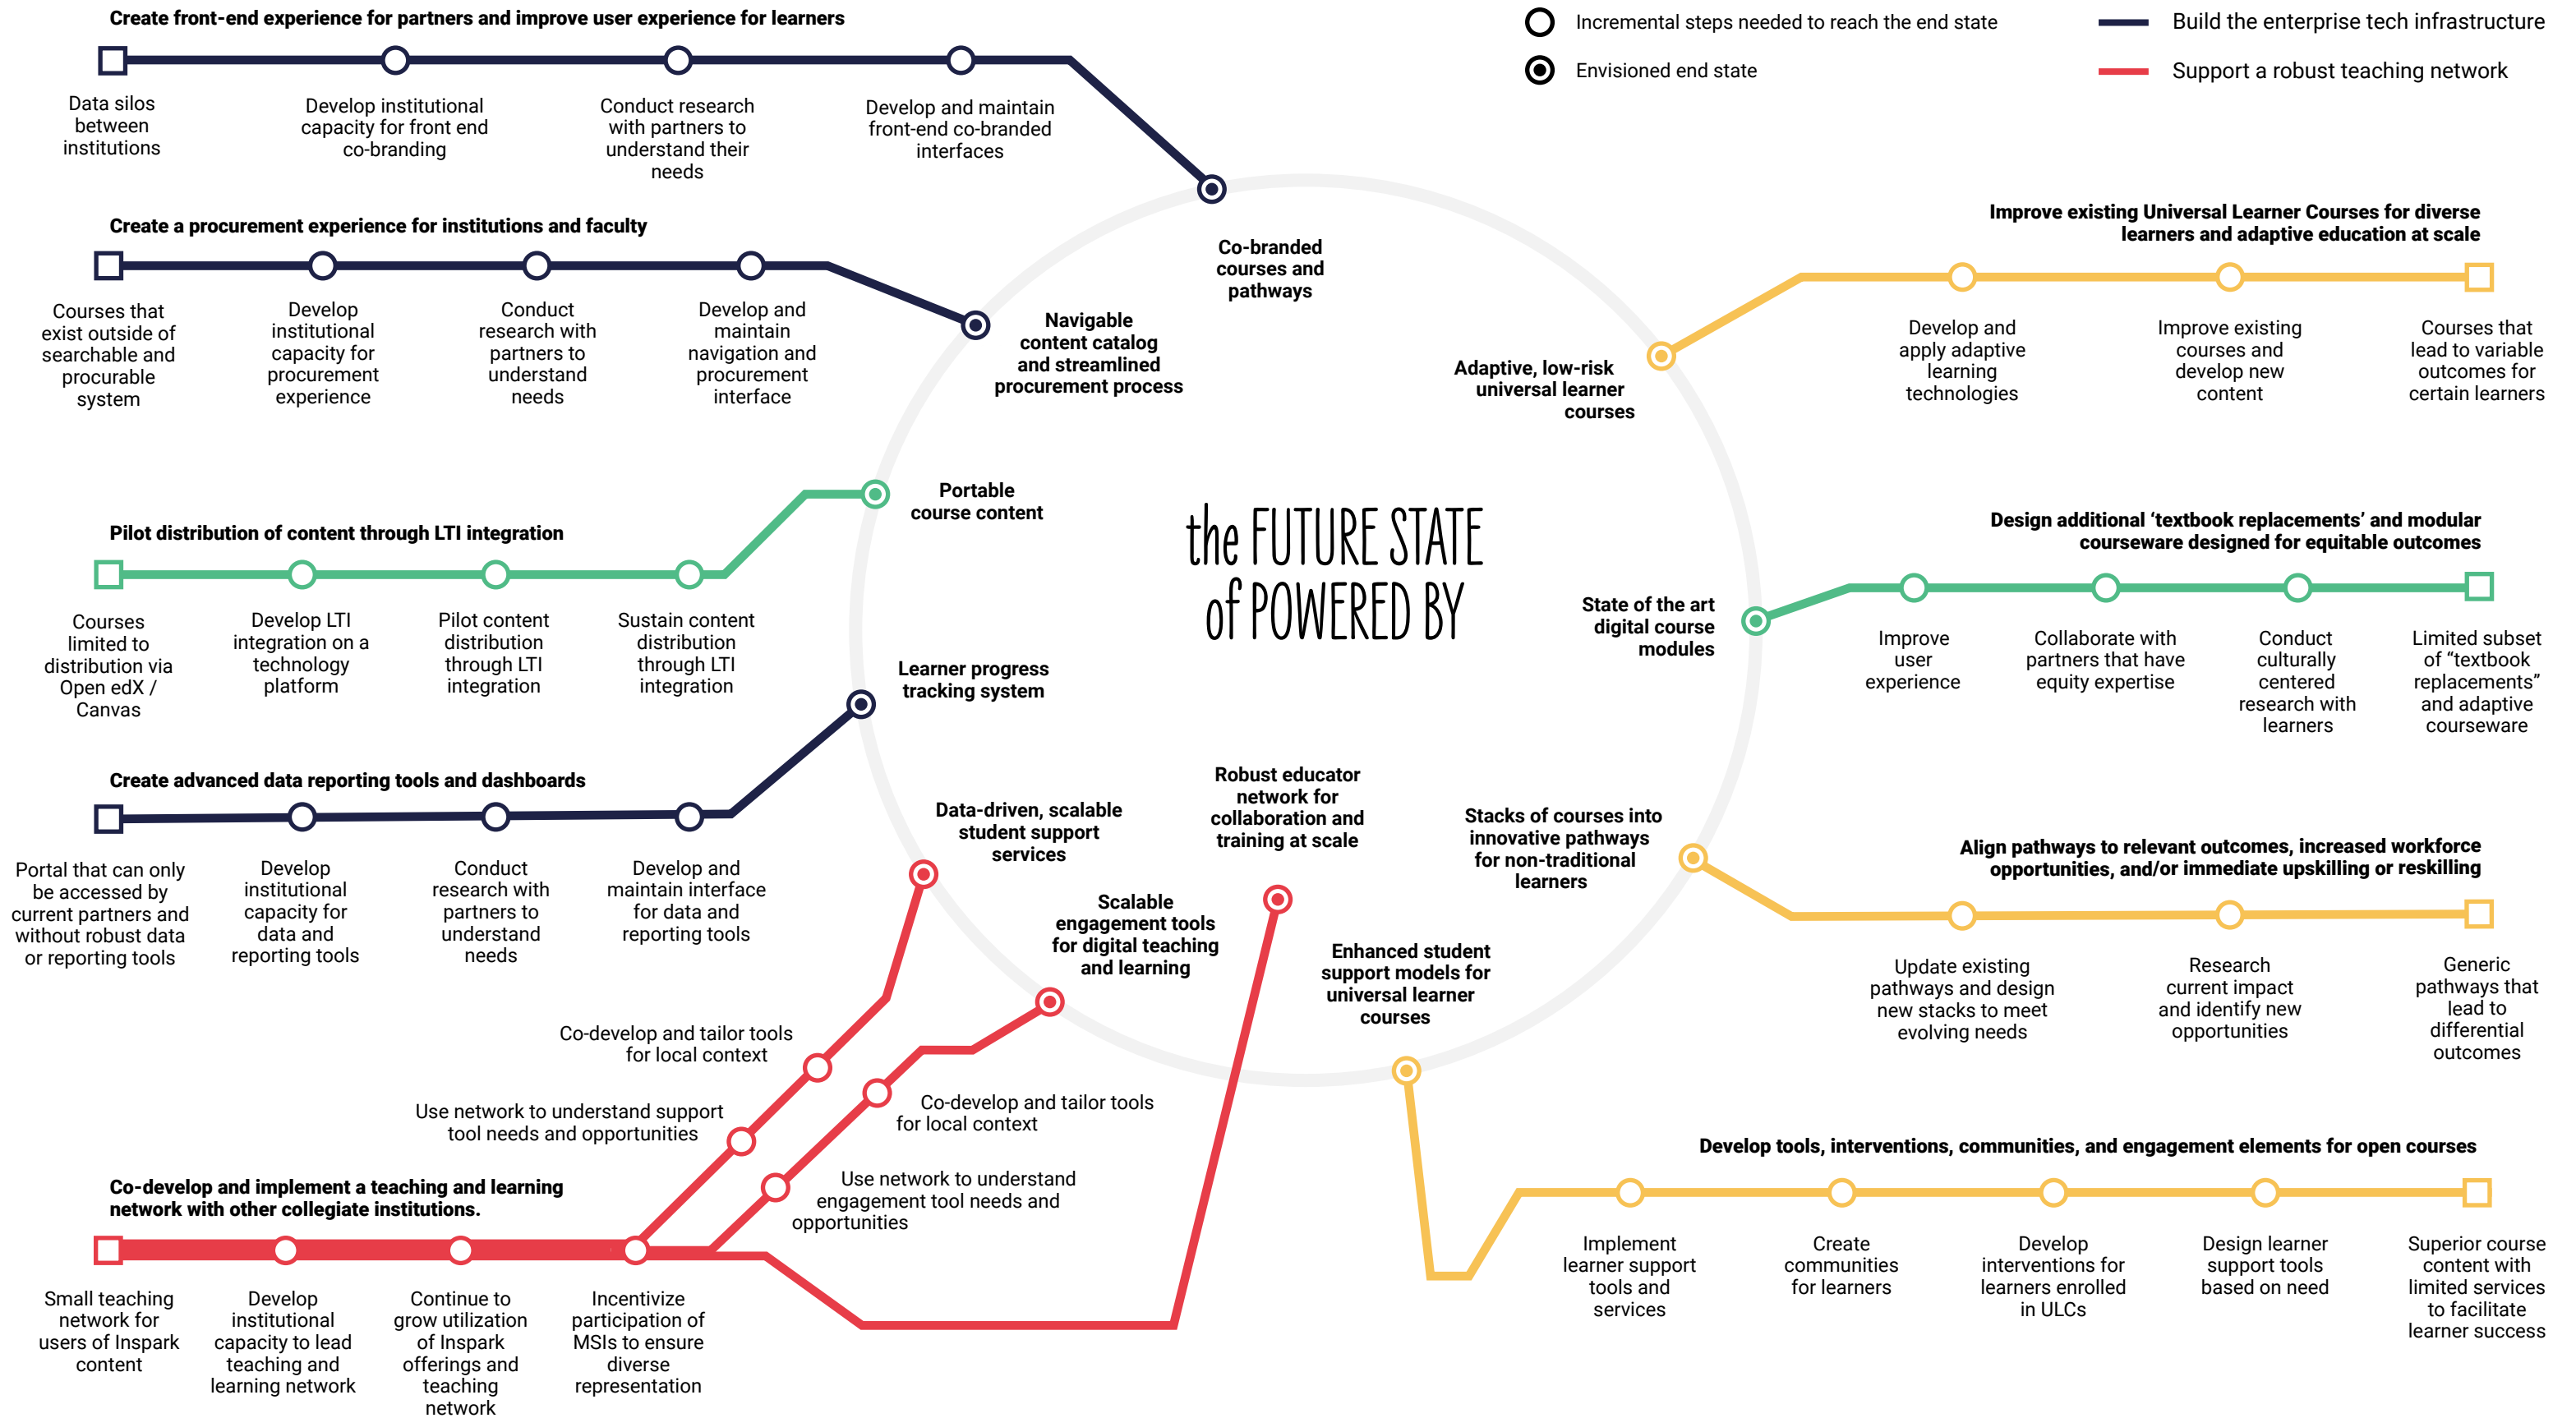 Create front-end experience for partners and improve user experience for learners
Data silos
between
institutions
Develop institutional
capacity for front end
co-branding
Conduct research
with partners to
understand their
needs
Develop and maintain
front-end co-branded
interfaces
Incremental steps needed to reach the end state
Envisioned end state
Build the enterprise tech infrastructure
Support a robust teaching network
Create a procurement experience for institutions and faculty
Courses that
exist outside of
searchable and
procurable
system
Develop
institutional
capacity for
procurement
experience
Conduct
research with
partners to
understand
needs
Develop and
maintain
navigation and
procurement
interface
Co-branded
courses and
pathways
Navigable
content catalog
and streamlined
procurement process
Improve existing Universal Learner Courses for diverse
learners and adaptive education at scale
Adaptive, low-risk
universal learner
courses
Develop and
apply adaptive
learning
technologies
Improve existing
courses and
develop new
content
Courses that
lead to variable
outcomes for
certain learners
Pilot distribution of content through LTI integration
Courses
limited to
distribution via
Open edX /
Canvas
Develop LTI
integration on a
technology
platform
Pilot content
distribution
through LTI
integration
Sustain content
distribution
through LTI
integration
Portable
course content
the FUTURE STATE
of POWERED BY
Design additional ‘textbook replacements’ and modular
courseware designed for equitable outcomes
State of the art
digital course
modules
Improve
user
experience
Collaborate with
partners that have
equity expertise
Conduct
culturally
centered
research with
learners
Limited subset
of “textbook
replacements”
and adaptive
courseware
Learner progress
tracking system
Create advanced data reporting tools and dashboards
Portal that can only
be accessed by
current partners and
without robust data
or reporting tools
Develop
institutional
capacity for
data and
reporting tools
Conduct
research with
partners to
understand
needs
Develop and
maintain interface
for data and
reporting tools
Data-driven, scalable
student support
services
Robust educator
network for
collaboration and
training at scale
Scalable
engagement tools
for digital teaching
and learning
Stacks of courses into
innovative pathways
for non-traditional
learners
Enhanced student
support models for
universal learner
courses
Align pathways to relevant outcomes, increased workforce
opportunities, and/or immediate upskilling or reskilling
Update existing
pathways and design
new stacks to meet
evolving needs
Research
current impact
and identify new
opportunities
Generic
pathways that
lead to
differential
outcomes
Co-develop and tailor tools
for local context
Use network to understand support
tool needs and opportunities
Co-develop and tailor tools
for local context
Use network to understand
engagement tool needs and
opportunities
Co-develop and implement a teaching and learning
network with other collegiate institutions.
Small teaching
network for
users of Inspark
content
Develop
institutional
capacity to lead
teaching and
learning network
Continue to
grow utilization
of Inspark
offerings and
teaching
network
Incentivize
participation of
MSIs to ensure
diverse
representation
Develop tools, interventions, communities, and engagement elements for open courses
Implement
learner support
tools and
services
Create
communities
for learners
Develop
interventions for
learners enrolled
in ULCs
Design learner
support tools
based on need
Superior course
content with
limited services
to facilitate
learner success